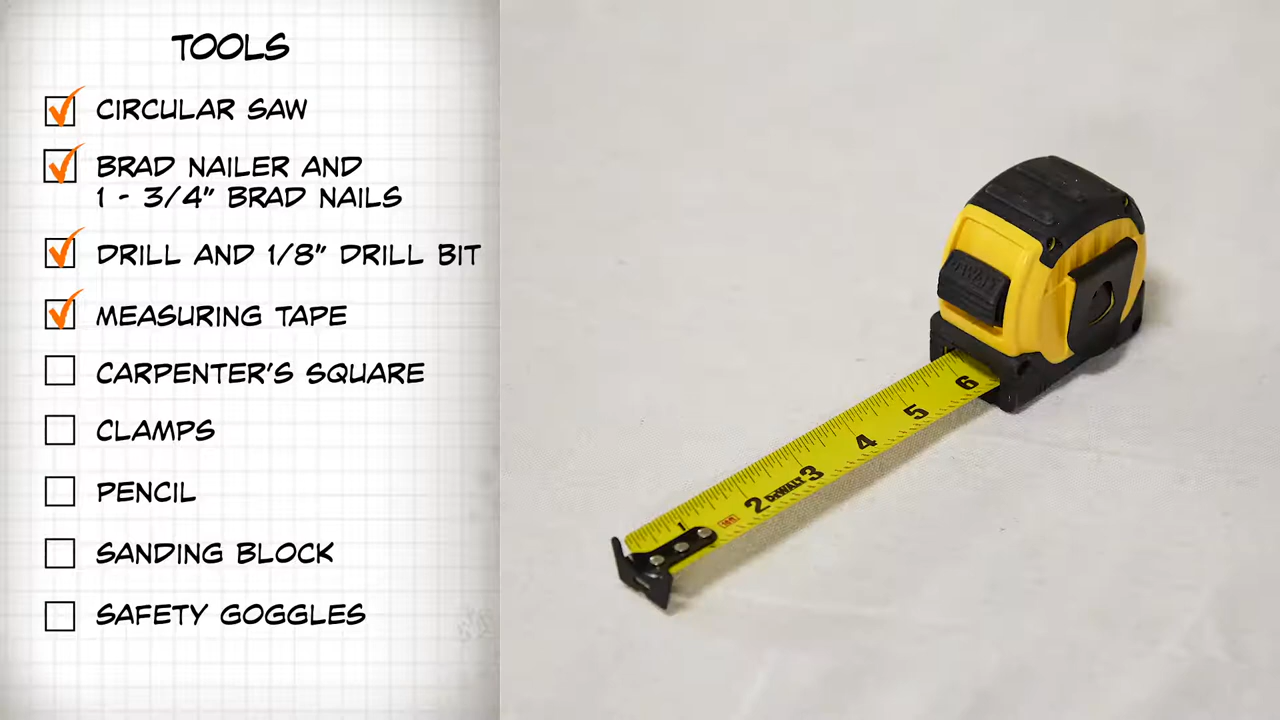 TOOLS
CIRCULAR SAW
BRAD NAILER AND
1 - 3/4" BRAD NAILS
DRILL AND 1/8" DRILL BIT
MEASURING TAPE
CARPENTER'S SQUARE
CLAMPS
PENCIL
SANDING BLOCK
SAFETY GOGGLES
DEWALT
1 2 DEWALT 3 4 5 6